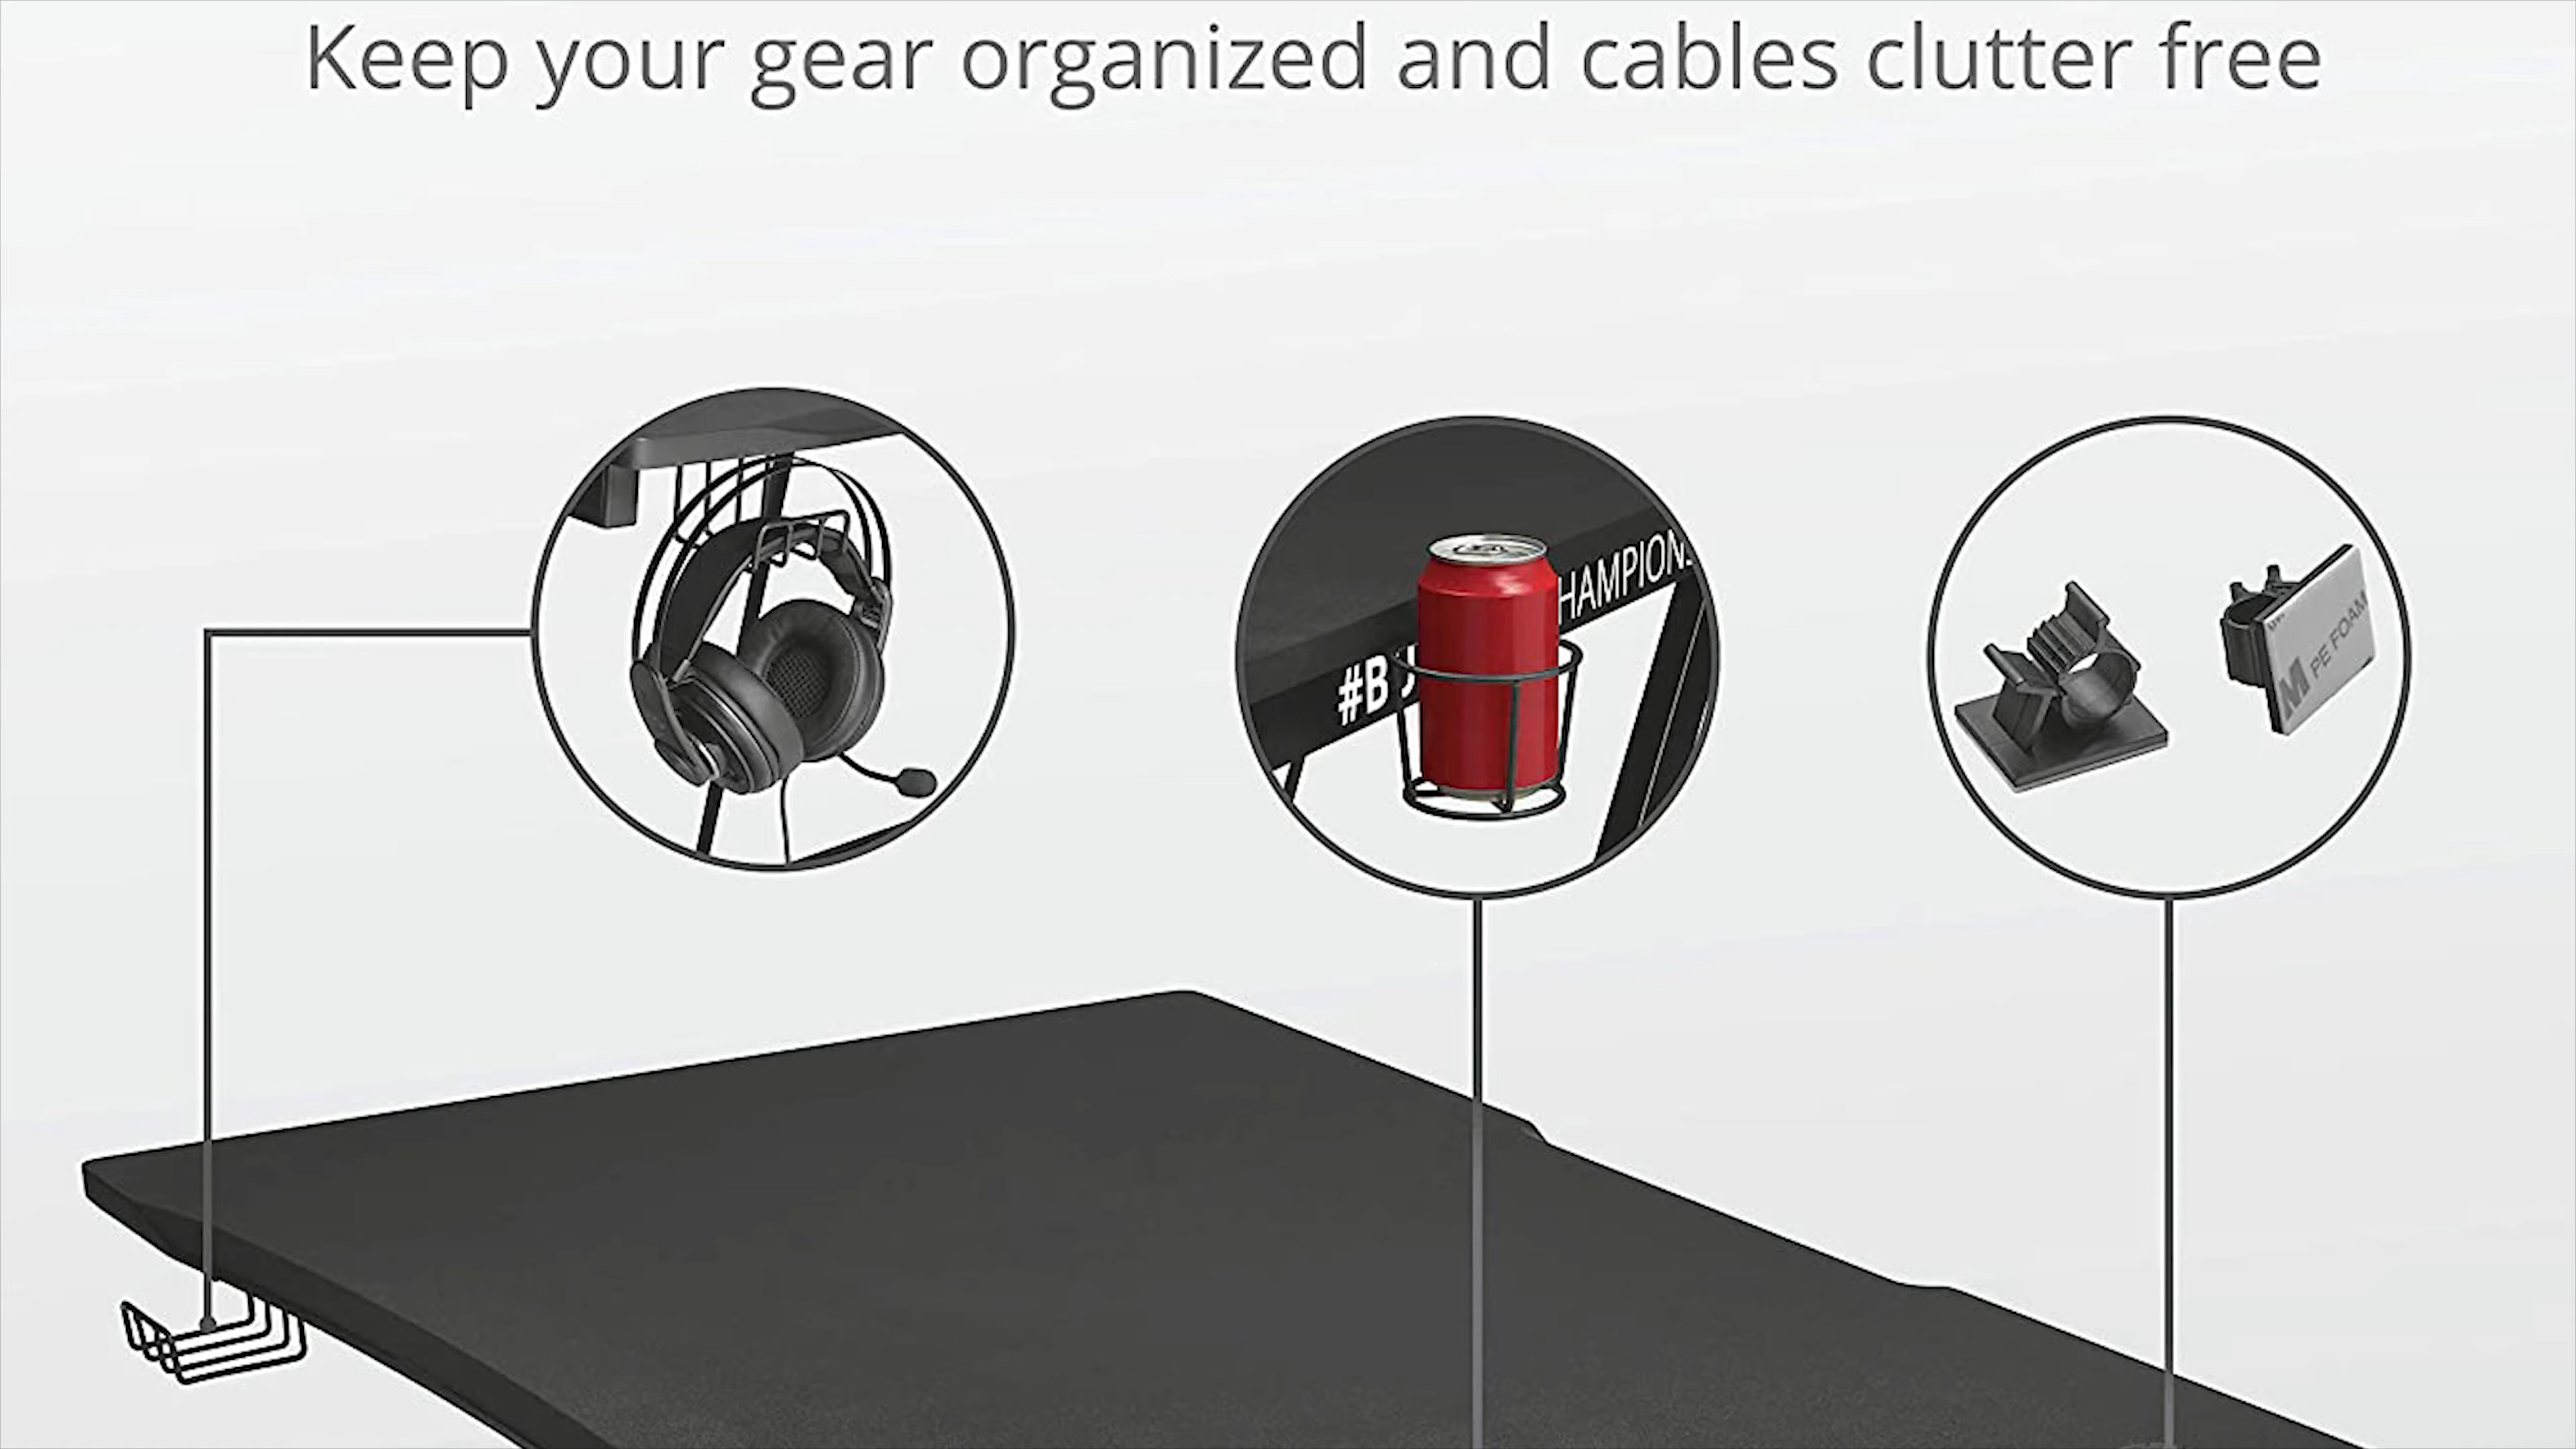 Keep your gear organized and cables clutter free
HAMPION
#B
M PE FOAM